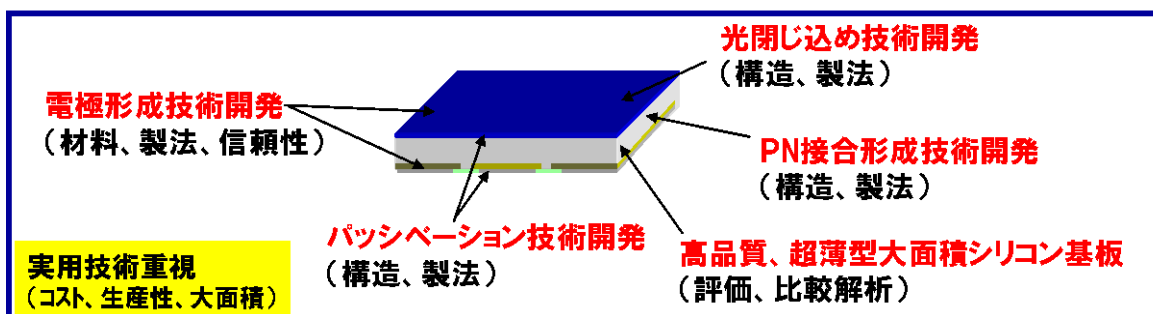 光閉じ込め技術開発
（構造、製法）
電極形成技術開発
（材料、製法、信頼性）
PN接合形成技術開発
（構造、製法）
パッシベーション技術開発
（構造、製法）
高品質、超薄型大面積シリコン基板
（評価、比較解析）
実用技術重視
（コスト、生産性、大面積）